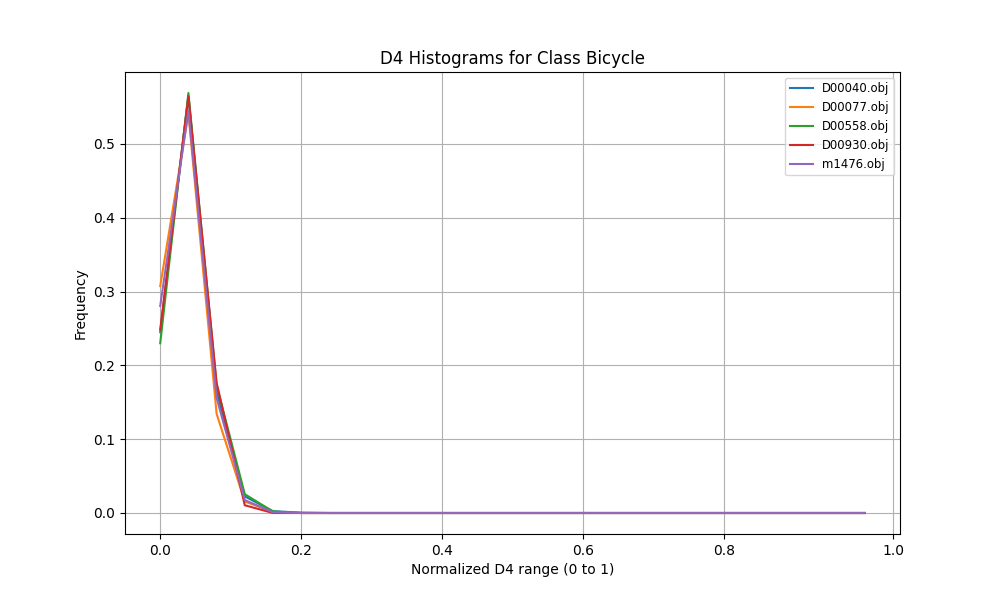 D4 Histograms for Class Bicycle
D00040.obj
D00077.obj
D00558.obj
D00930.obj
m1476.obj
Frequency
0.5
0.4
0.3
0.2
0.1
0.0
0.0 0.2 0.4 0.6 0.8 1.0
Normalized D4 range (0 to 1)